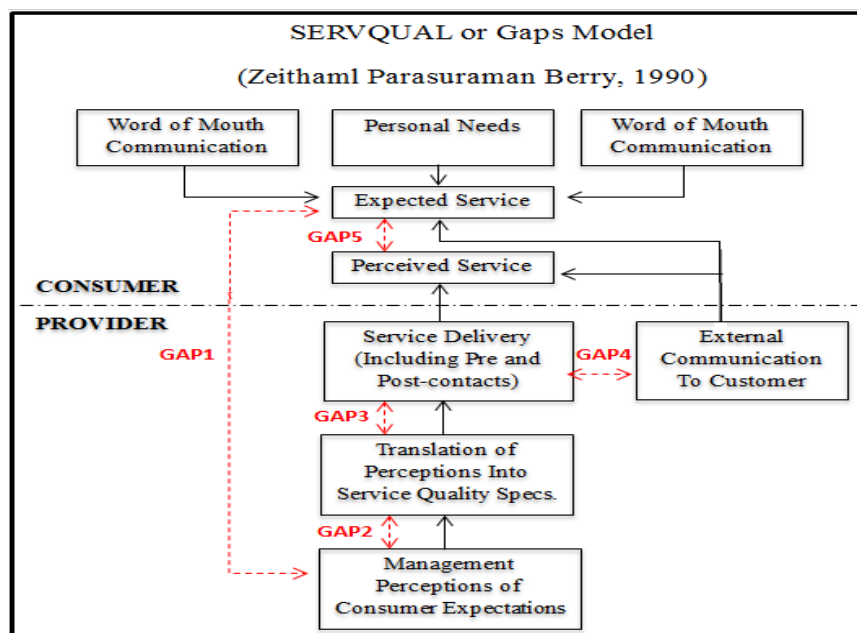 SERVQUAL or Gaps Model
(Zeithaml Parasuraman Berry, 1990)
Word of Mouth
Communication
Personal Needs
Word of Mouth
Communication
Expected Service
GAP5
Perceived Service
CONSUMER
PROVIDER
GAP1
Service Delivery
(Including Pre and
Post-contacts)
GAP4
External
Communication
To Customer
GAP3
Translation of
Perceptions Into
Service Quality Specs.
GAP2
Management
Perceptions of
Consumer Expectations